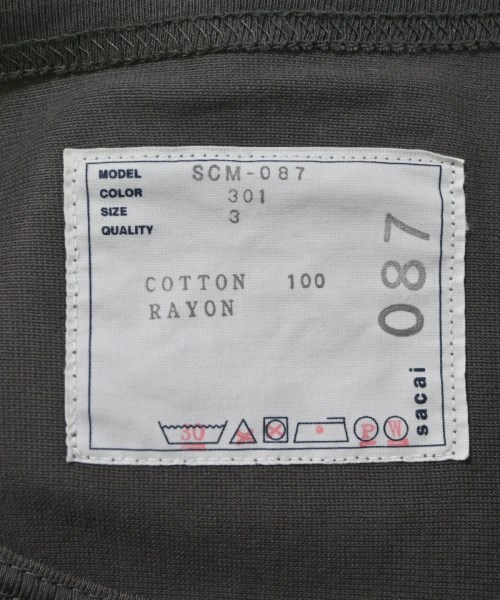 MODEL SCM-087
COLOR 301
SIZE 3
QUALITY
COTTON 100
RAYON
087
sacai
30
P
W